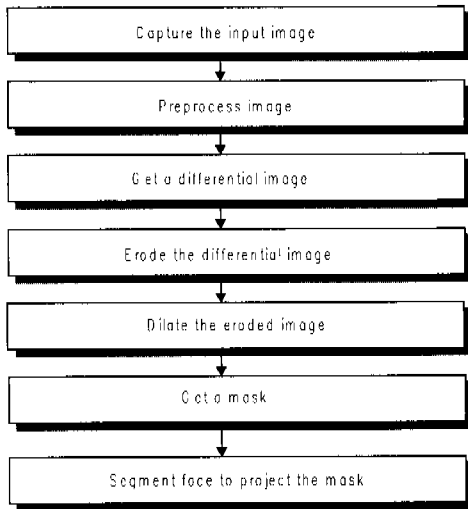 Capture the input image
Preprocess image
Get a differential image
Erode the differential image
Dilate the eroded image
Get a mask
Segment face to project the mask